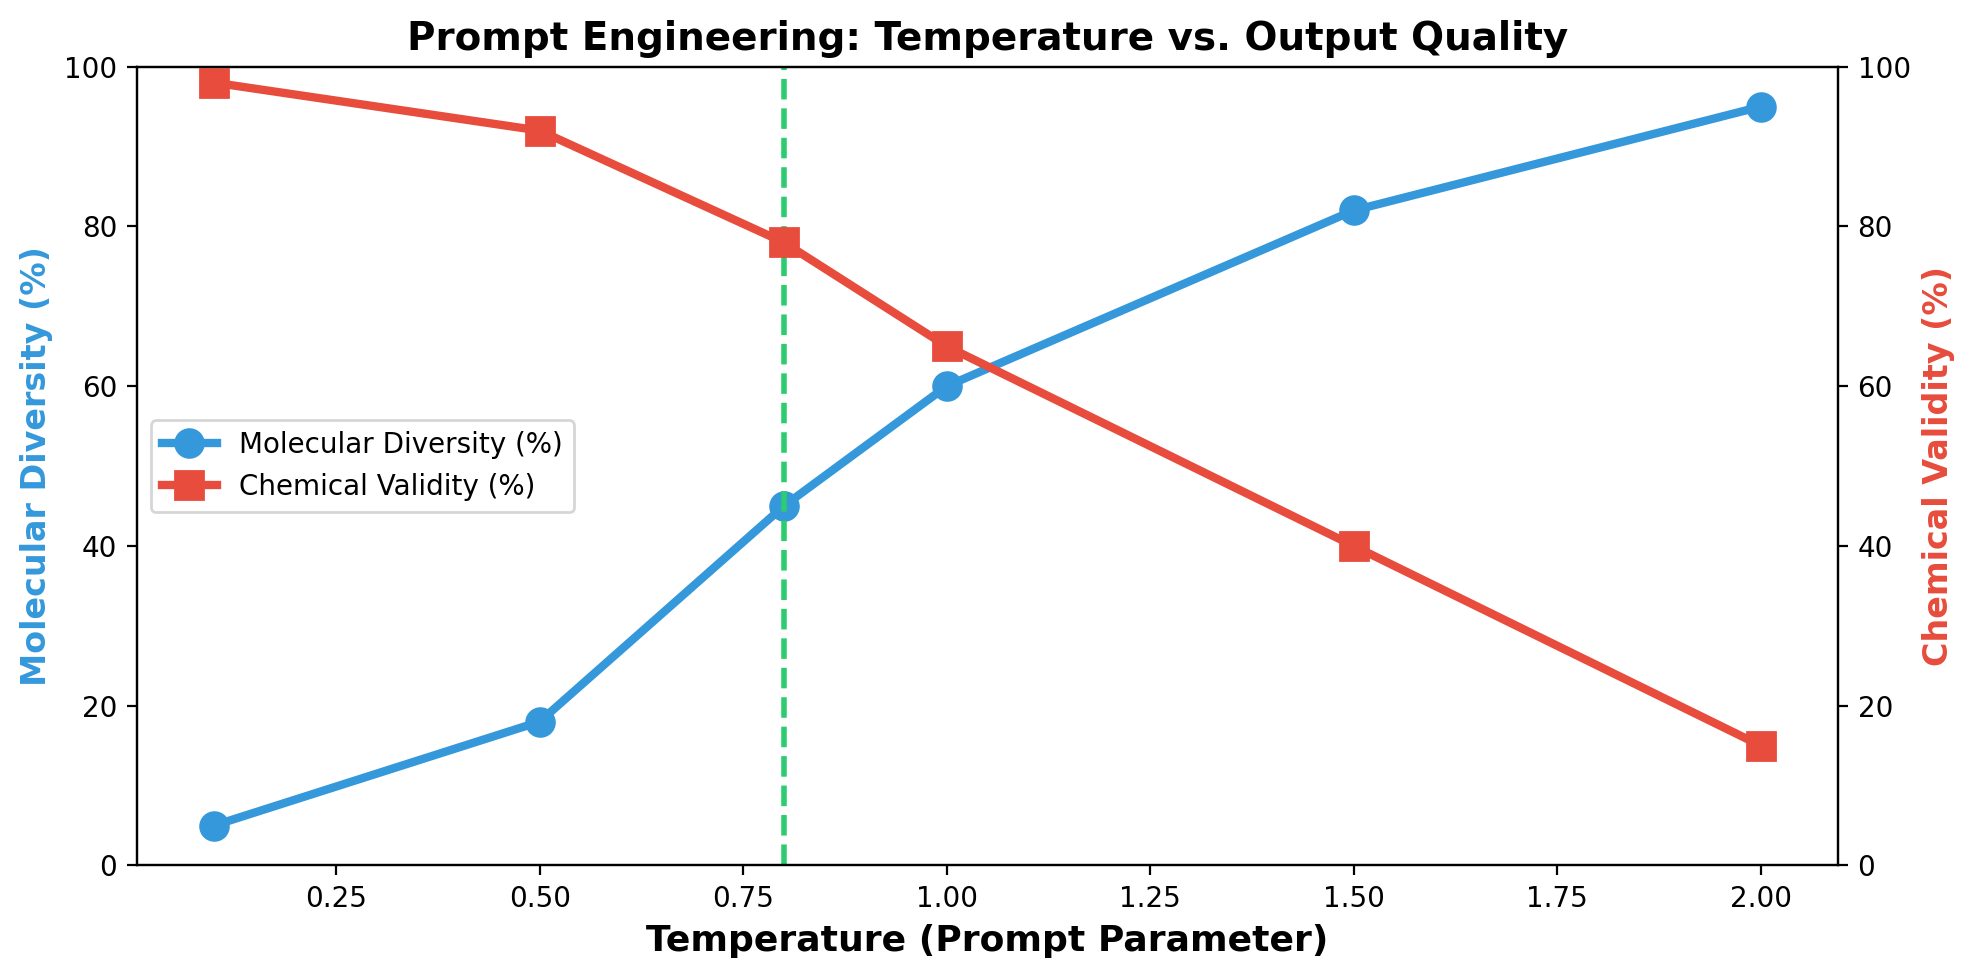 Prompt Engineering: Temperature vs. Output Quality
Molecular Diversity (%)
100
80
60
40
20
0
Molecular Diversity (%)
Chemical Validity (%)
100
80
60
40
20
0
Chemical Validity (%)
0.25 0.50 0.75 1.00 1.25 1.50 1.75 2.00
Temperature (Prompt Parameter)